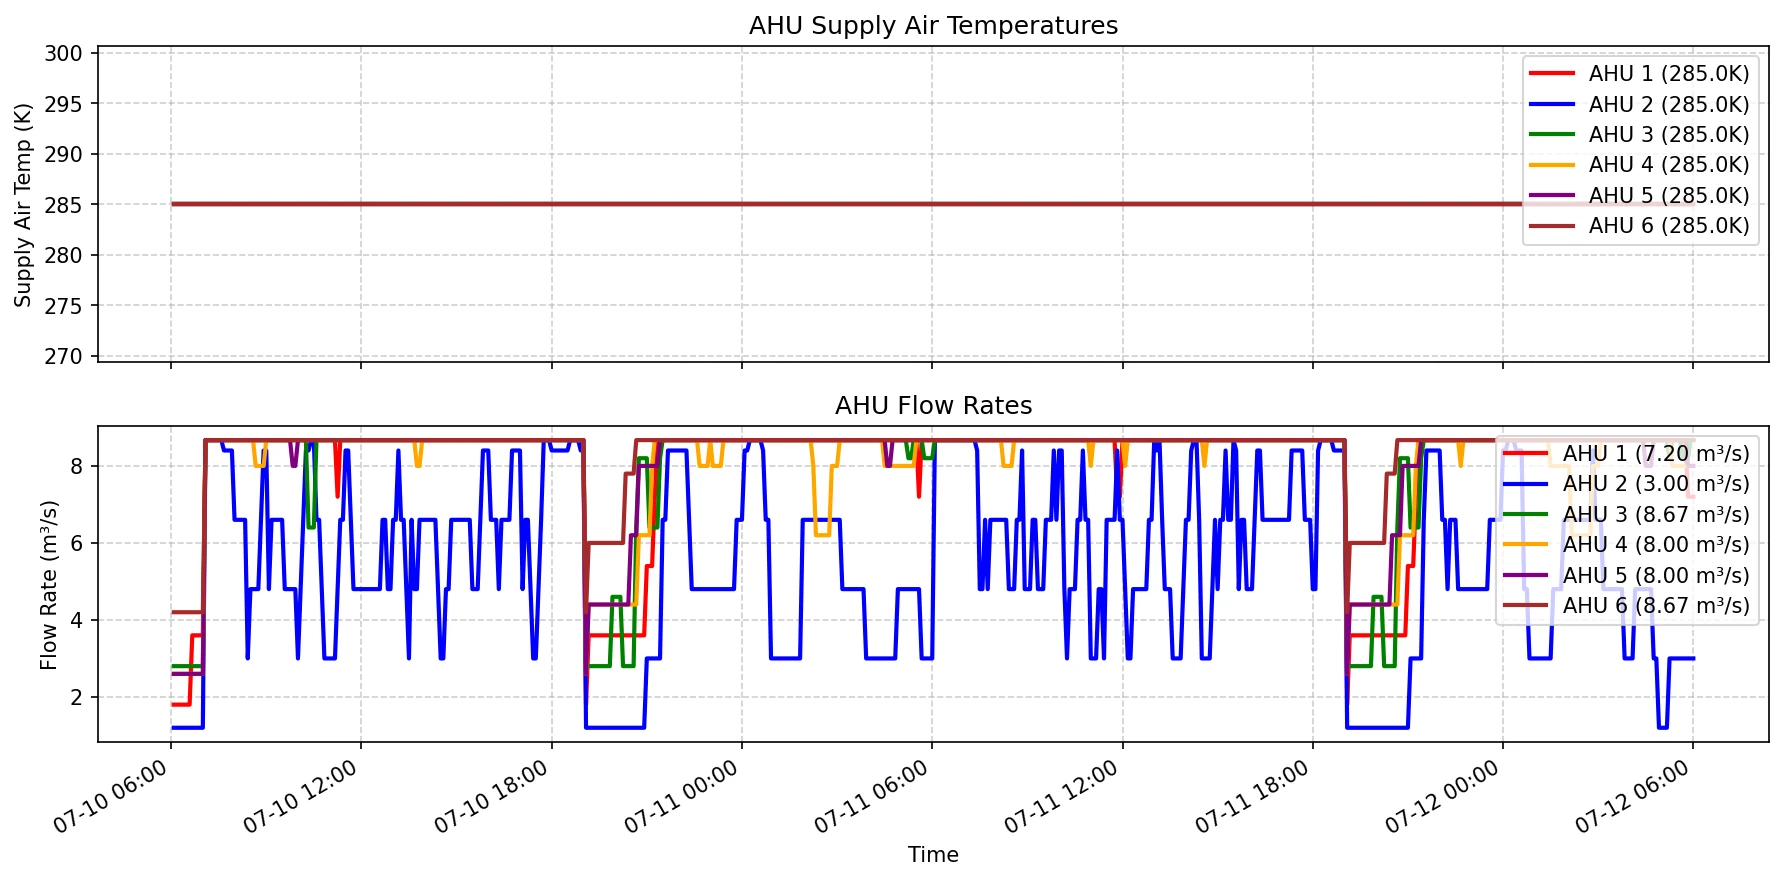 AHU Supply Air Temperatures
Supply Air Temp (K)
300
295
290
285
280
275
270
AHU 1 (285.0K)
AHU 2 (285.0K)
AHU 3 (285.0K)
AHU 4 (285.0K)
AHU 5 (285.0K)
AHU 6 (285.0K)
AHU Flow Rates
Flow Rate (m³/s)
8
6
4
2
AHU 1 (7.20 m³/s)
AHU 2 (3.00 m³/s)
AHU 3 (8.67 m³/s)
AHU 4 (8.00 m³/s)
AHU 5 (8.00 m³/s)
AHU 6 (8.67 m³/s)
07-10 06:00
07-10 12:00
07-10 18:00
07-11 00:00
07-11 06:00
07-11 12:00
07-11 18:00
07-12 00:00
07-12 06:00
Time